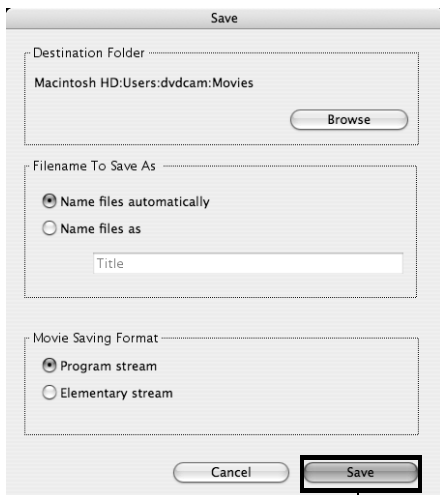 Save
Destination Folder
Macintosh HD:Users:dvdcam:Movies
Browse
Filename To Save As
Name files automatically
Name files as
Title
Movie Saving Format
Program stream
Elementary stream
Cancel Save